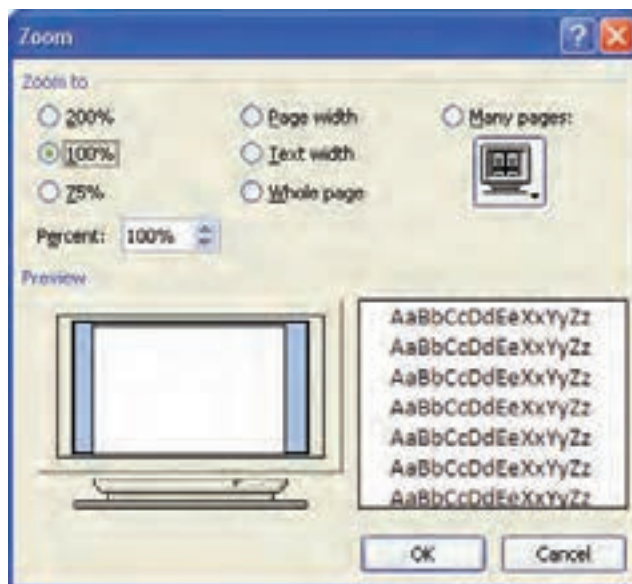 Zoom
Zoom to
200% Page width Many pages:
100% Text width
75% Whole page
Percent: 100%
Preview
AaBbCcDdEeXxYyZz
AaBbCcDdEeXxYyZz
AaBbCcDdEeXxYyZz
AaBbCcDdEeXxYyZz
AaBbCcDdEeXxYyZz
AaBbCcDdEeXxYyZz
AaBbCcDdEeXxYyZz
OK Cancel